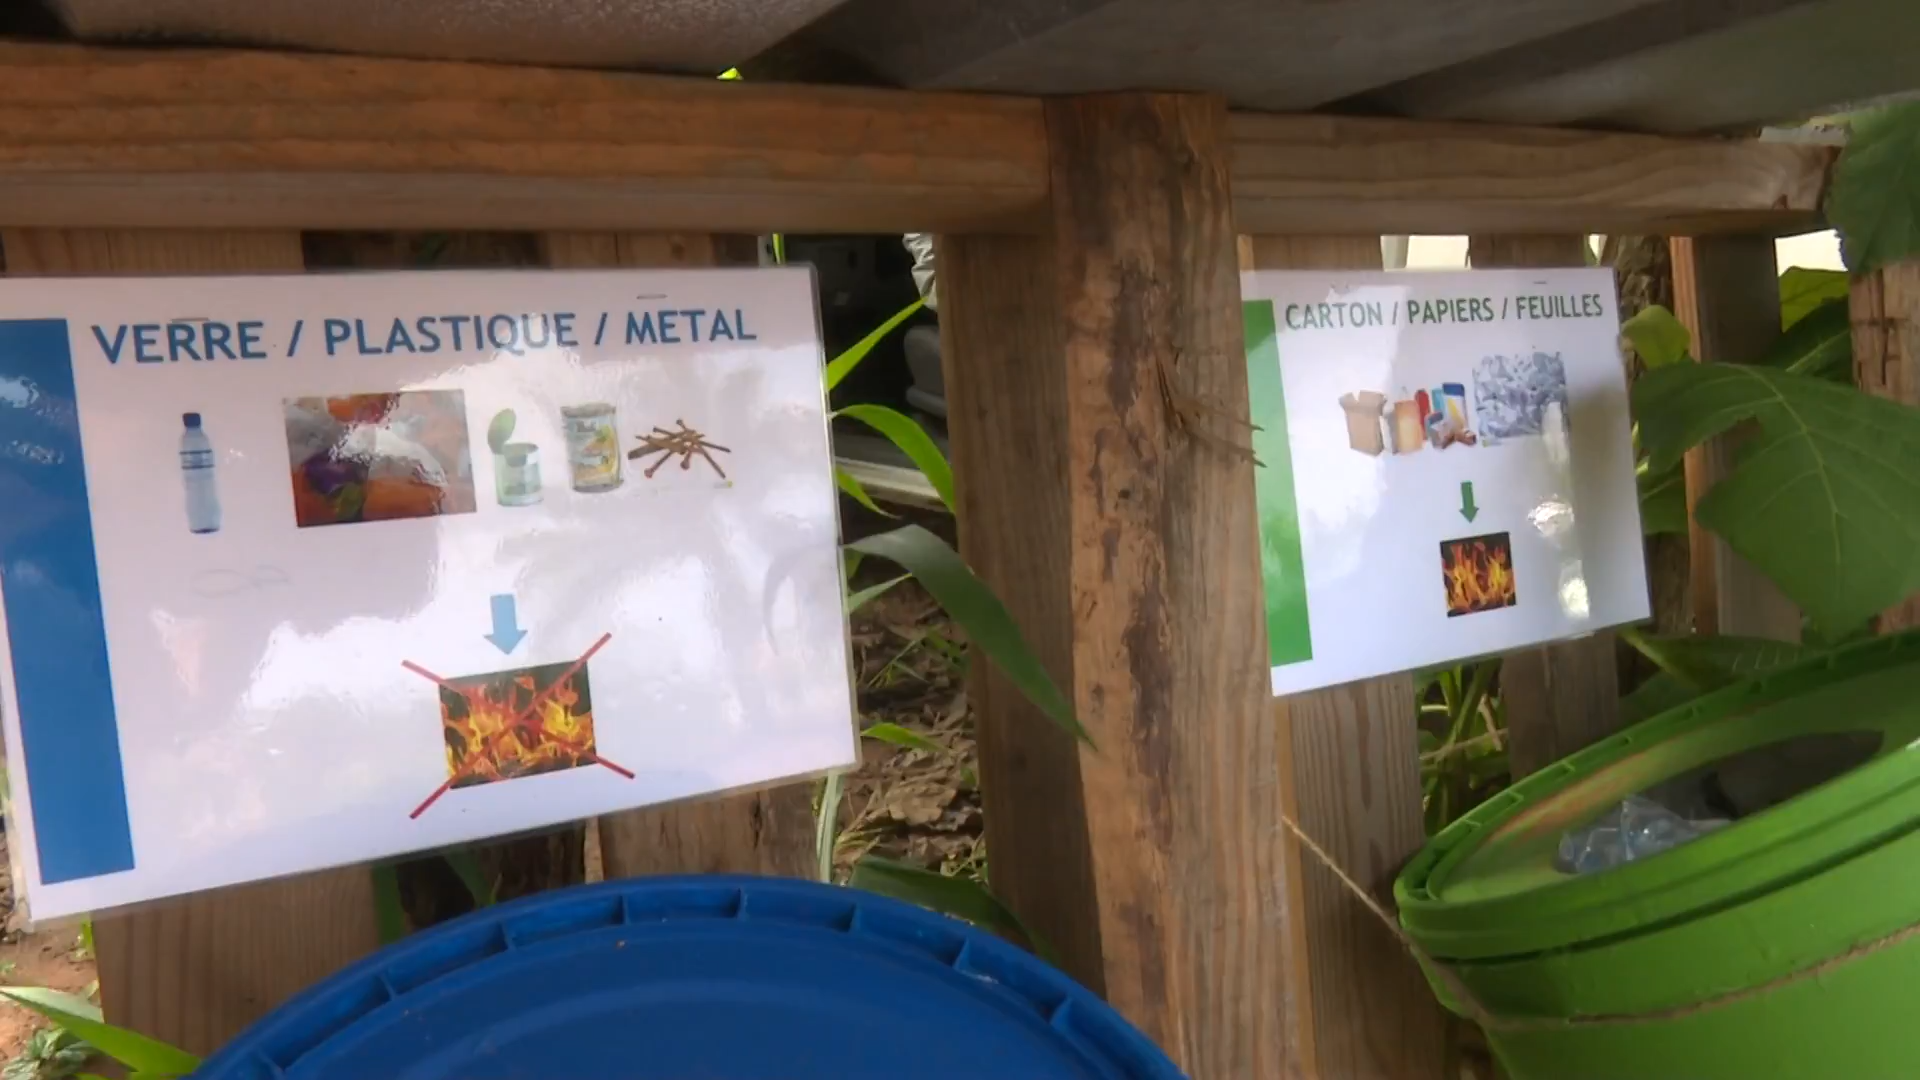 VERRE / PLASTIQUE / METAL
CARTON / PAPIERS / FEUILLES